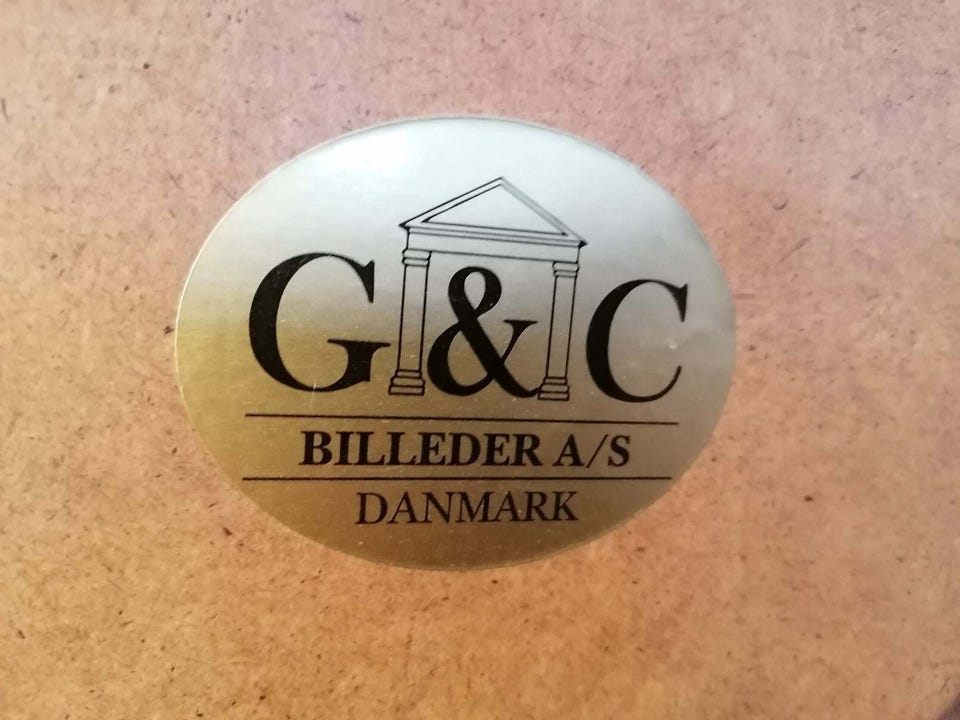 G&C
BILLEDER A/S
DANMARK